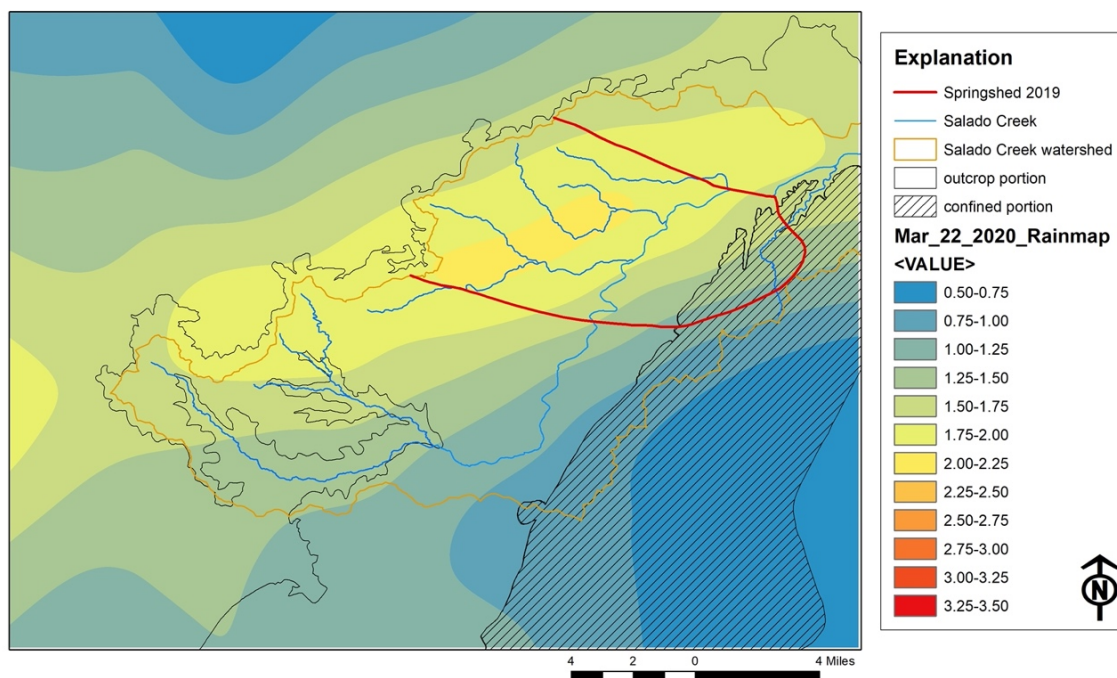 Explanation
Springshed 2019
Salado Creek
Salado Creek watershed
outcrop portion
confined portion
Mar_22_2020_Rainmap
<VALUE>
0.50-0.75
0.75-1.00
1.00-1.25
1.25-1.50
1.50-1.75
1.75-2.00
2.00-2.25
2.25-2.50
2.50-2.75
2.75-3.00
3.00-3.25
3.25-3.50
N
4 2 0 4 Miles